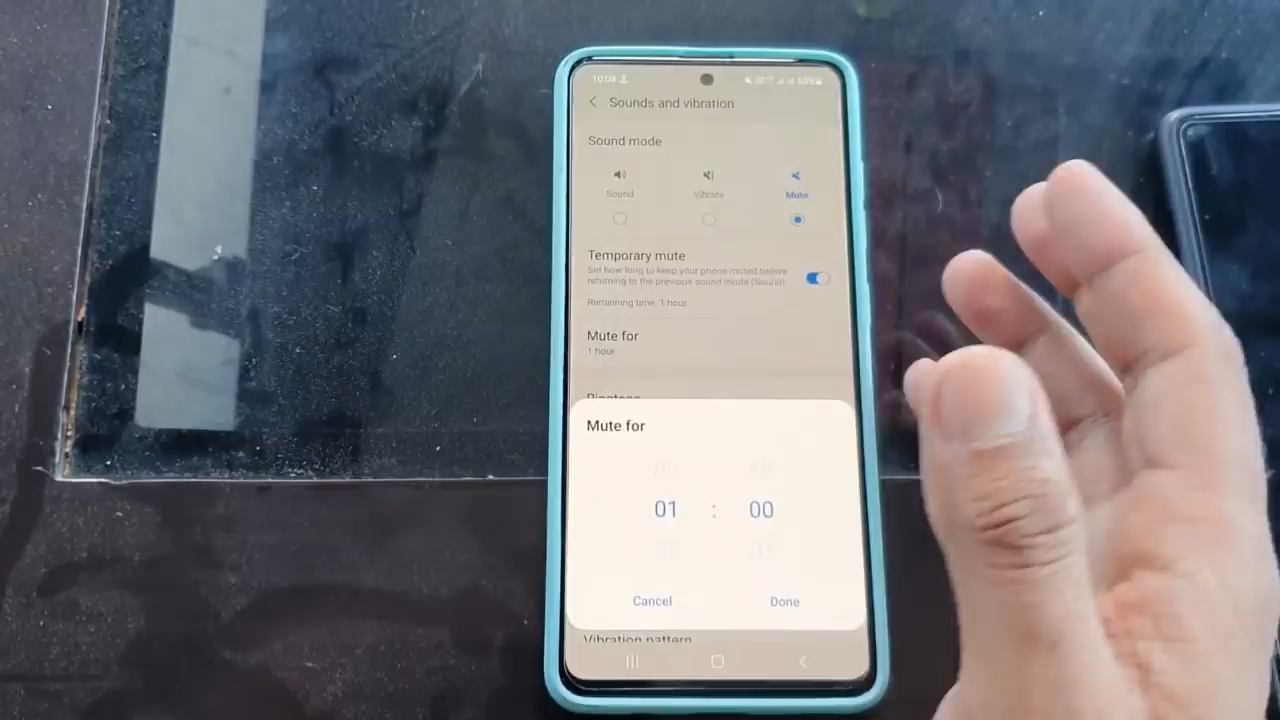 10:04
Sounds and vibration
Sound mode
Sound Vibrate Mute
Temporary mute
Set how long to keep your phone muted before
returning to the previous sound mode (Sound).
Remaining time: 1 hour
Mute for
1 hour
Ringtone
Mute for
01 : 00
Cancel Done
Vibration pattern